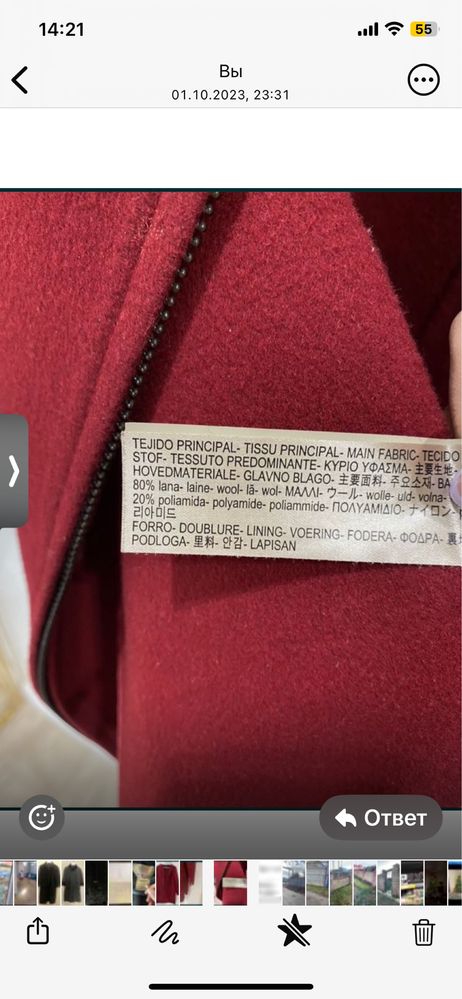 14:21
55
Вы
01.10.2023, 23:31
TEJIDO PRINCIPAL- TISSU PRINCIPAL- MAIN FABRIC- TECIDO
STOF- TESSUTO PREDOMINANTE- ΚΥΡΙΟ ΥΦΑΣΜΑ- 主要生地-
HOVEDMATERIALE- GLAVNO BLAGO- 主要面料- 주요소재- BA
80% lana- laine- wool- lã- wol- ΜΑΛΛΙ- ウール- wolle- uld- volna-
20% poliamida- polyamide- poliammide- ΠΟΛΥΑΜΙΔΙΟ- ナイロン-
리아미드
FORRO- DOUBLURE- LINING- VOERING- FODERA- ΦΟΔΡΑ- 裏
PODLOGA- 里料- 안감- LAPISAN
Ответ